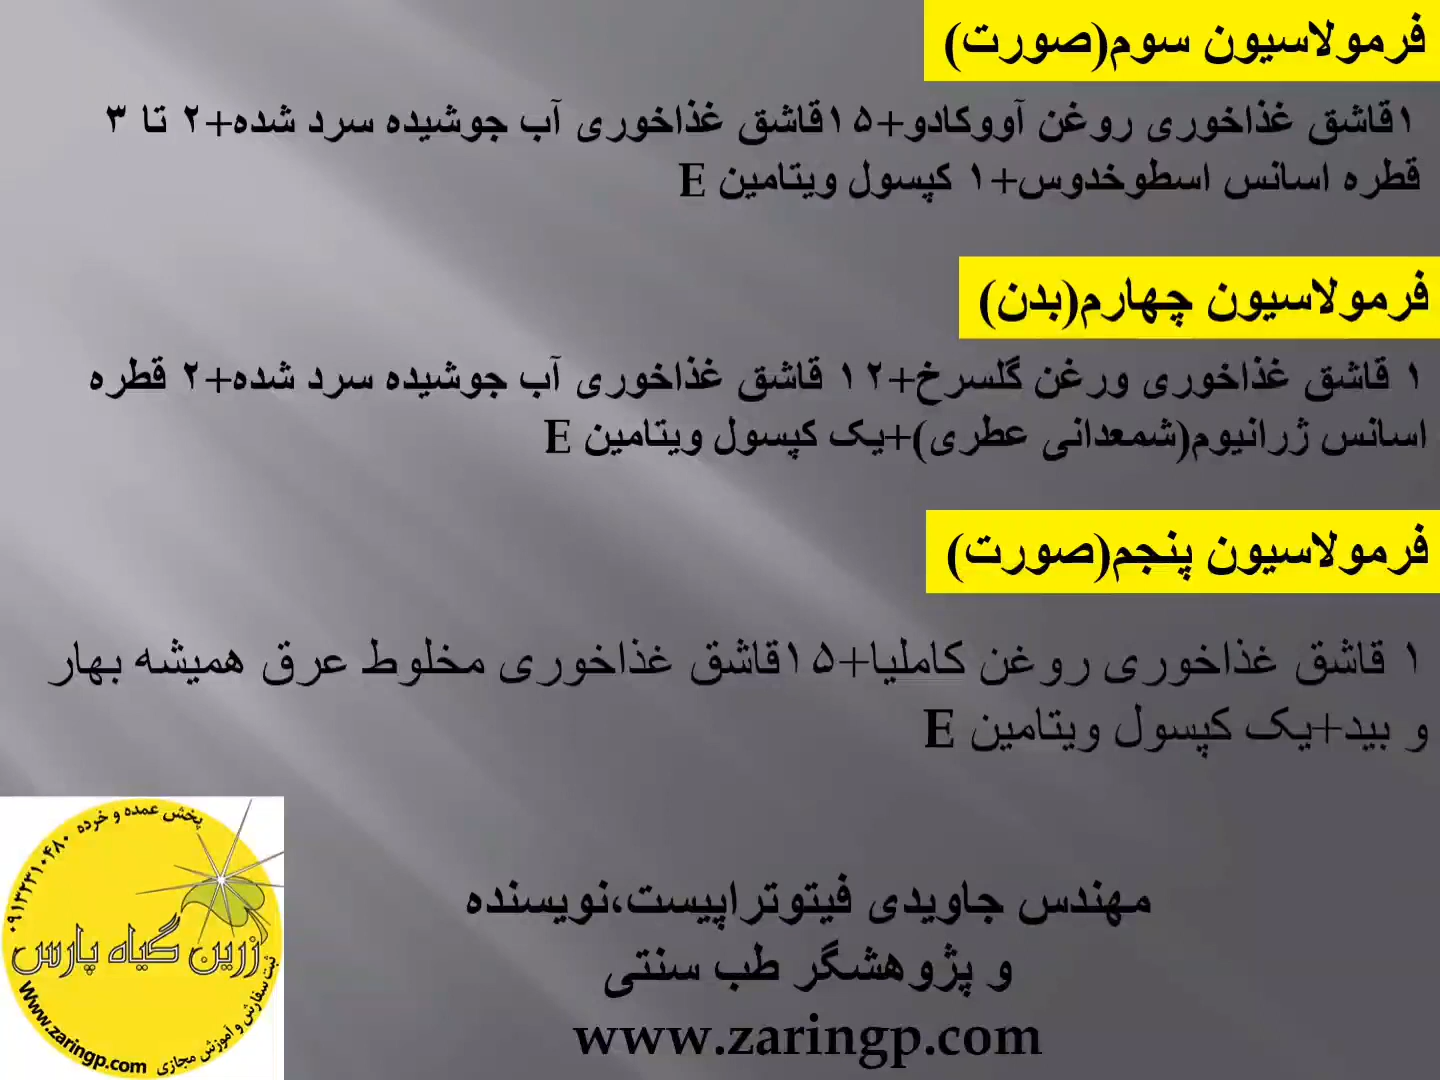 فرمولاسیون سوم(صورت)
۱قاشق غذاخوری روغن آووکادو+۱۵قاشق غذاخوری آب جوشیده سرد شده+۲ تا ۳
قطره اسانس اسطوخدوس+۱ کپسول ویتامین E
فرمولاسیون چهارم(بدن)
۱ قاشق غذاخوری ورغن گلسرخ+۱۲ قاشق غذاخوری آب جوشیده سرد شده+۲ قطره
اسانس ژرانیوم(شمعدانی عطری)+یک کپسول ویتامین E
فرمولاسیون پنجم(صورت)
۱ قاشق غذاخوری روغن کاملیا+۱۵قاشق غذاخوری مخلوط عرق همیشه بهار
و بید+یک کپسول ویتامین E
مهندس جاویدی فیتوتراپیست،نویسنده
و پژوهشگر طب سنتی
www.zaringp.com
پخش عمده و خرده ۰۹۱۳۲۳۱۰۴۸۰
زرین گیاه پارس
ثبت سفارش و آموزش مجازی www.zaringp.com